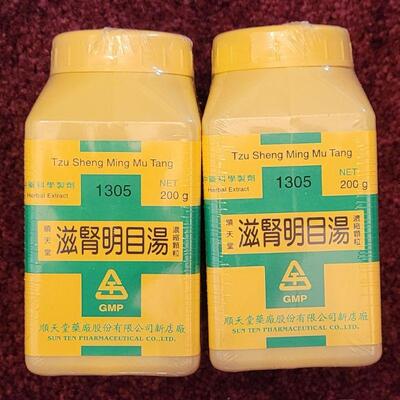 Tzu Sheng Ming Mu Tang
中藥科學製劑
Herbal Extract
1305
NET
200 g
順天堂
滋腎明目湯
濃縮顆粒
GMP
順天堂藥廠股份有限公司新店廠
SUN TEN PHARMACEUTICAL CO.,LTD.
Tzu Sheng Ming Mu Tang
中藥科學製劑
Herbal Extract
1305
NET
200 g
順天堂
滋腎明目湯
濃縮顆粒
GMP
順天堂藥廠股份有限公司新店廠
SUN TEN PHARMACEUTICAL CO.,LTD.